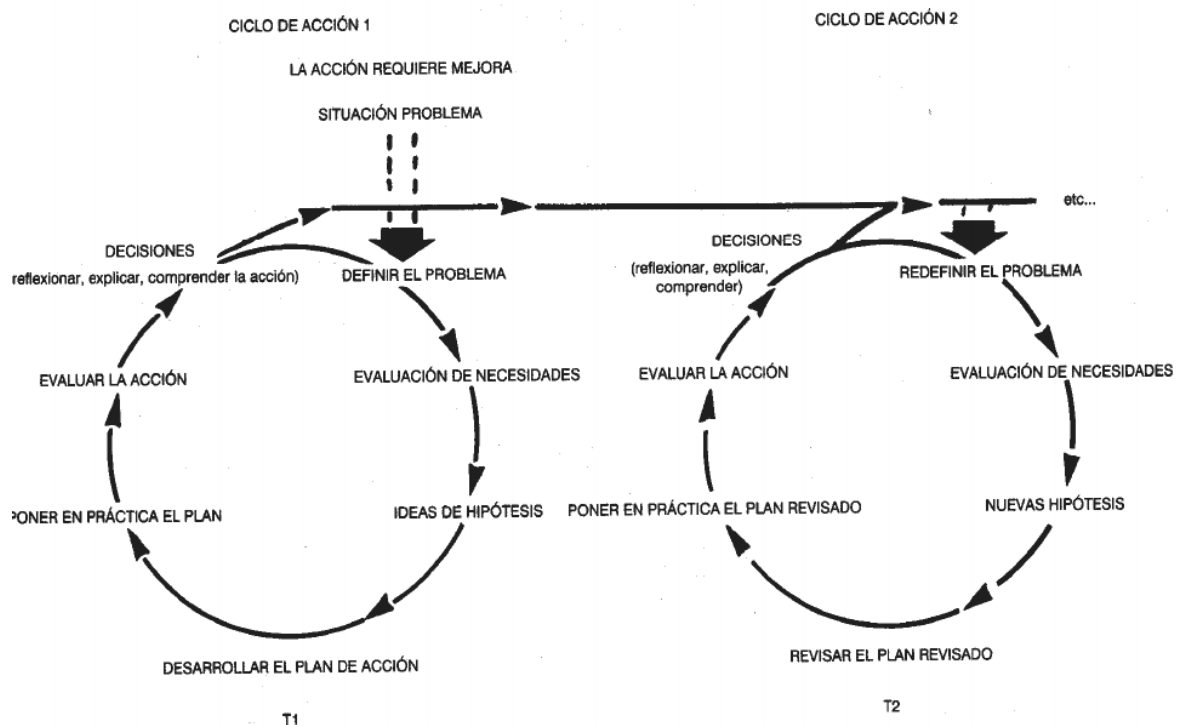 CICLO DE ACCIÓN 1
CICLO DE ACCIÓN 2
LA ACCIÓN REQUIERE MEJORA
SITUACIÓN PROBLEMA
etc...
DECISIONES
(reflexionar, explicar, comprender la acción)
DEFINIR EL PROBLEMA
EVALUACIÓN DE NECESIDADES
IDEAS DE HIPÓTESIS
DESARROLLAR EL PLAN DE ACCIÓN
PONER EN PRÁCTICA EL PLAN
EVALUAR LA ACCIÓN
T1
DECISIONES
(reflexionar, explicar,
comprender)
REDEFINIR EL PROBLEMA
EVALUACIÓN DE NECESIDADES
NUEVAS HIPÓTESIS
REVISAR EL PLAN REVISADO
PONER EN PRÁCTICA EL PLAN REVISADO
EVALUAR LA ACCIÓN
T2